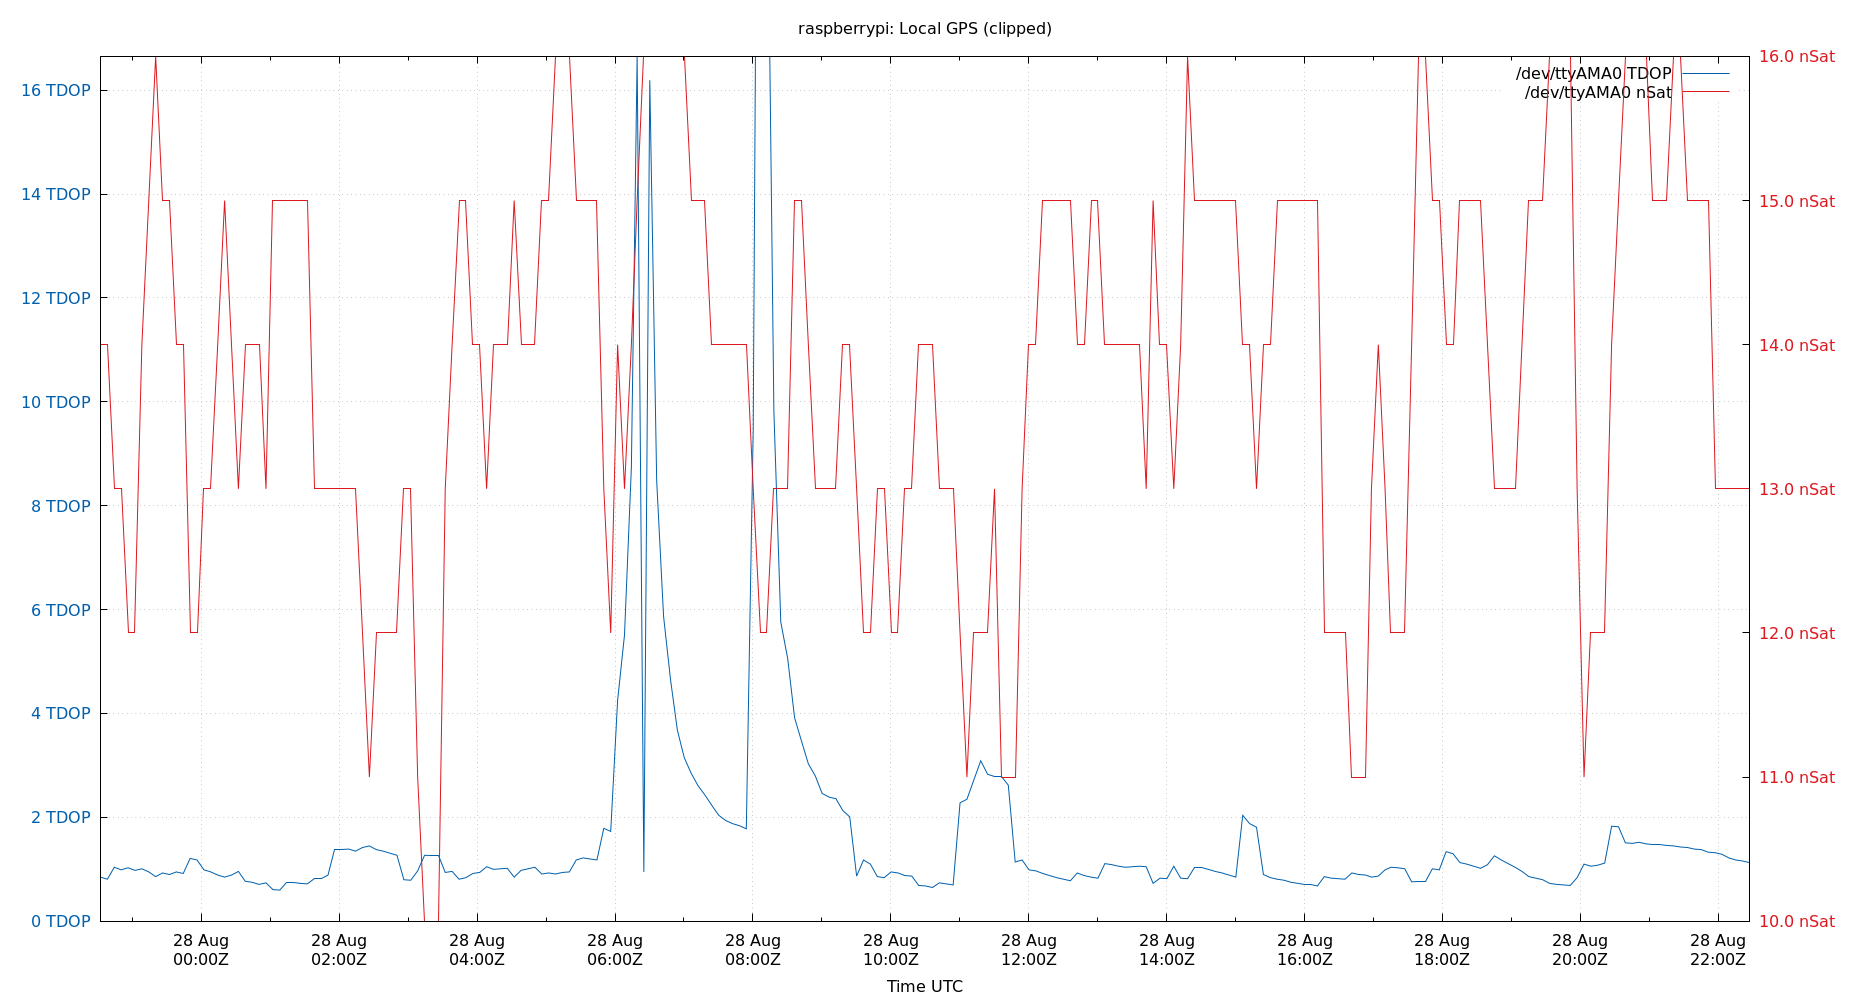 raspberrypi: Local GPS (clipped)
16 TDOP
14 TDOP
12 TDOP
10 TDOP
8 TDOP
6 TDOP
4 TDOP
2 TDOP
0 TDOP
/dev/ttyAMA0 TDOP
/dev/ttyAMA0 nSat
16.0 nSat
15.0 nSat
14.0 nSat
13.0 nSat
12.0 nSat
11.0 nSat
10.0 nSat
28 Aug
00:00Z
28 Aug
02:00Z
28 Aug
04:00Z
28 Aug
06:00Z
28 Aug
08:00Z
28 Aug
10:00Z
28 Aug
12:00Z
28 Aug
14:00Z
28 Aug
16:00Z
28 Aug
18:00Z
28 Aug
20:00Z
28 Aug
22:00Z
Time UTC